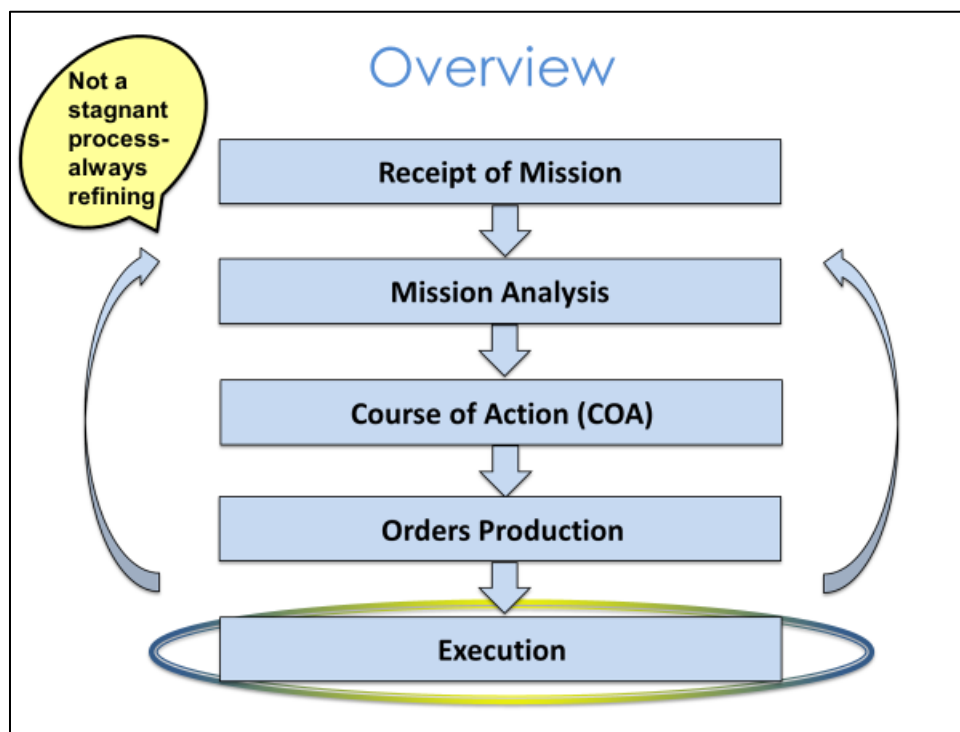 Overview
Not a
stagnant
process-
always
refining
Receipt of Mission
Mission Analysis
Course of Action (COA)
Orders Production
Execution